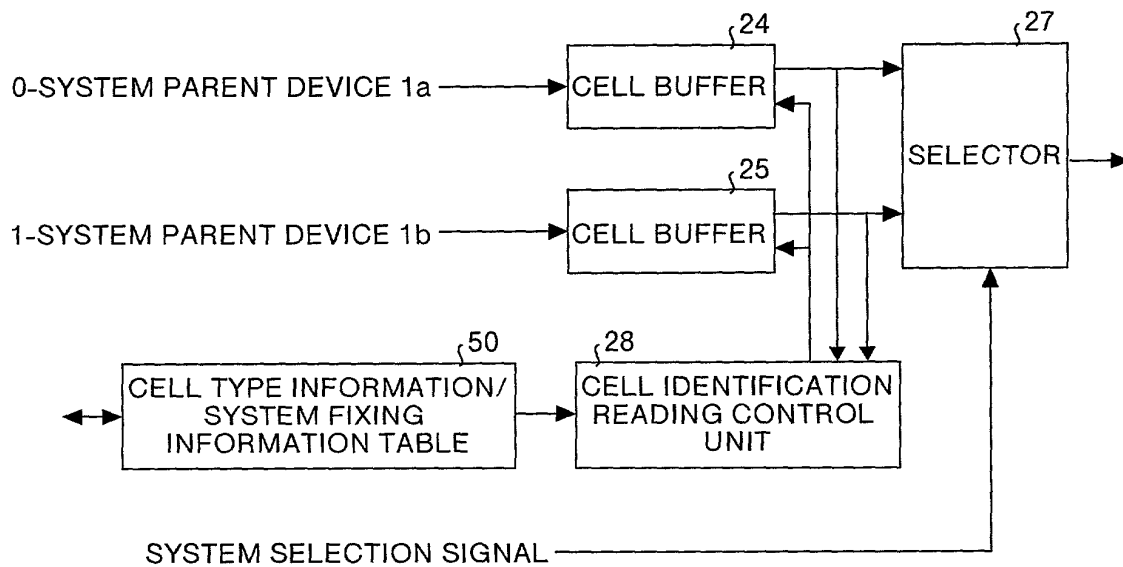 24
27
0-SYSTEM PARENT DEVICE 1a
CELL BUFFER
SELECTOR
25
1-SYSTEM PARENT DEVICE 1b
CELL BUFFER
50
28
CELL TYPE INFORMATION/
SYSTEM FIXING
INFORMATION TABLE
CELL IDENTIFICATION
READING CONTROL
UNIT
SYSTEM SELECTION SIGNAL